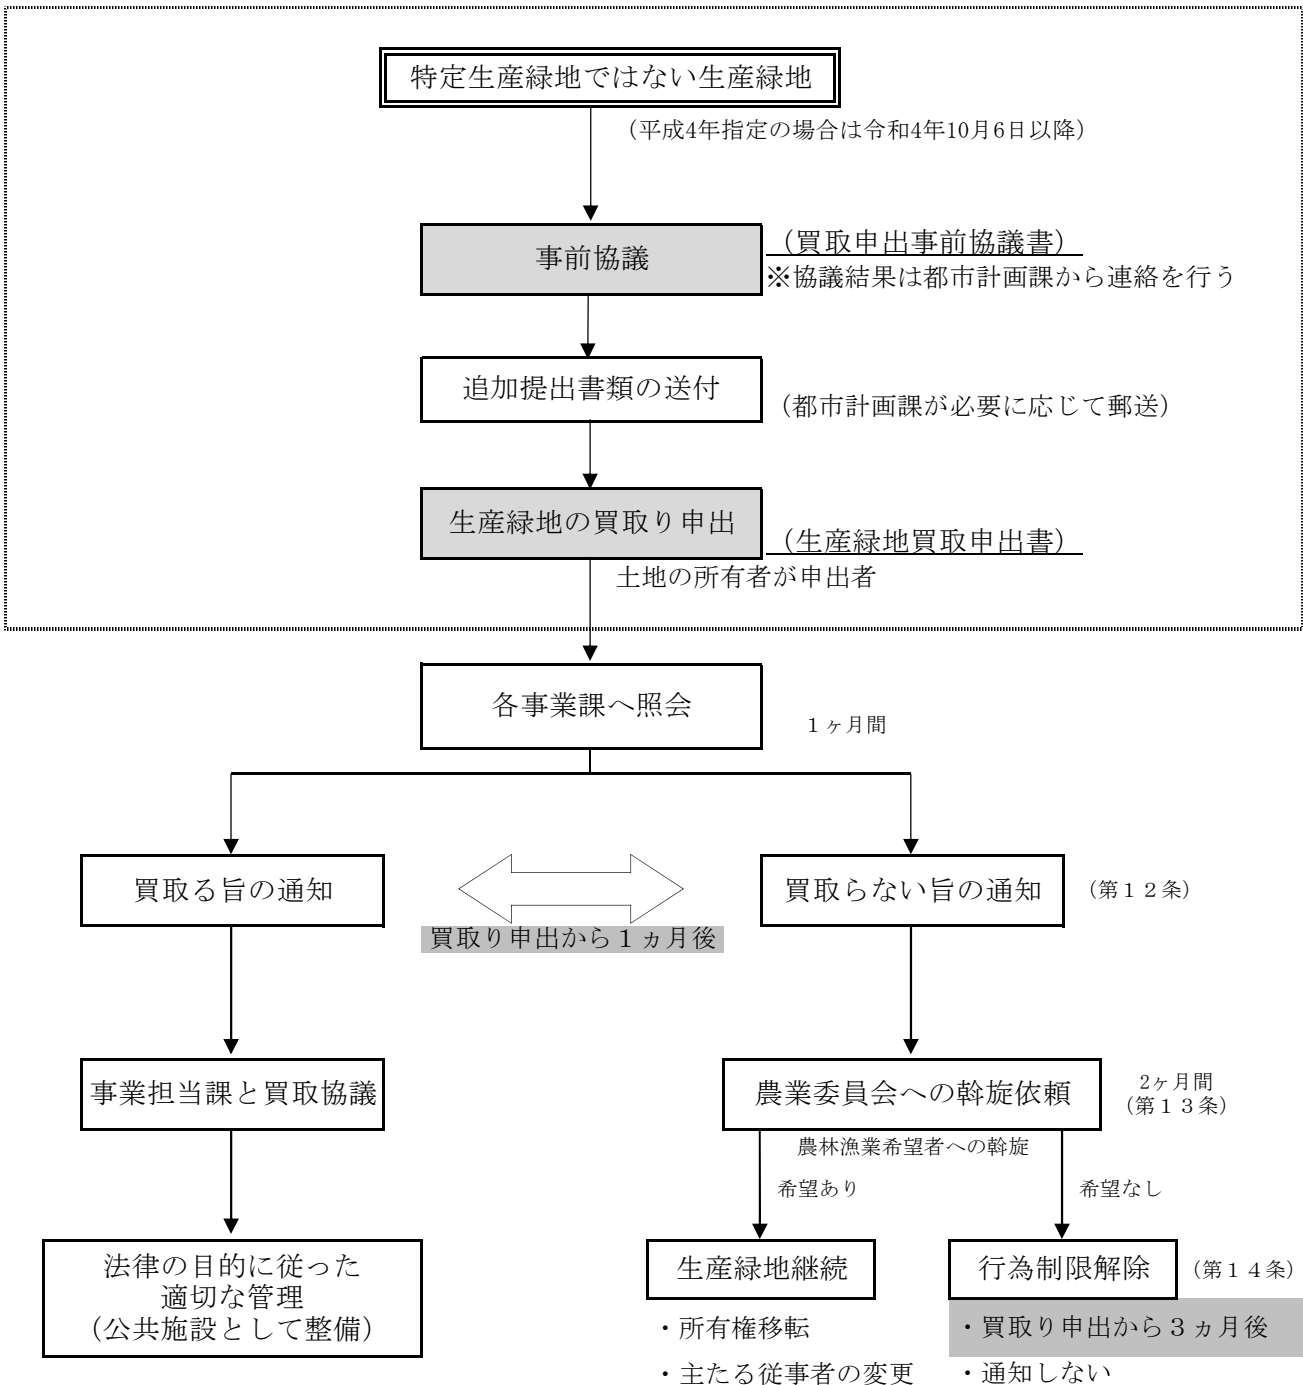 特定生産緑地ではない生産緑地
（平成4年指定の場合は令和4年10月6日以降）
事前協議
（買取申出事前協議書）
※協議結果は都市計画課から連絡を行う
追加提出書類の送付
（都市計画課が必要に応じて郵送）
生産緑地の買取り申出
（生産緑地買取申出書）
土地の所有者が申出者
各事業課へ照会
１ヶ月間
買取る旨の通知
買取り申出から１ヵ月後
買取らない旨の通知
（第１２条）
事業担当課と買取協議
農業委員会への斡旋依頼
2ヶ月間
（第１３条）
農林漁業希望者への斡旋
希望あり
希望なし
法律の目的に従った
適切な管理
（公共施設として整備）
生産緑地継続
・所有権移転
・主たる従事者の変更
行為制限解除
（第１４条）
・買取り申出から３ヵ月後
・通知しない